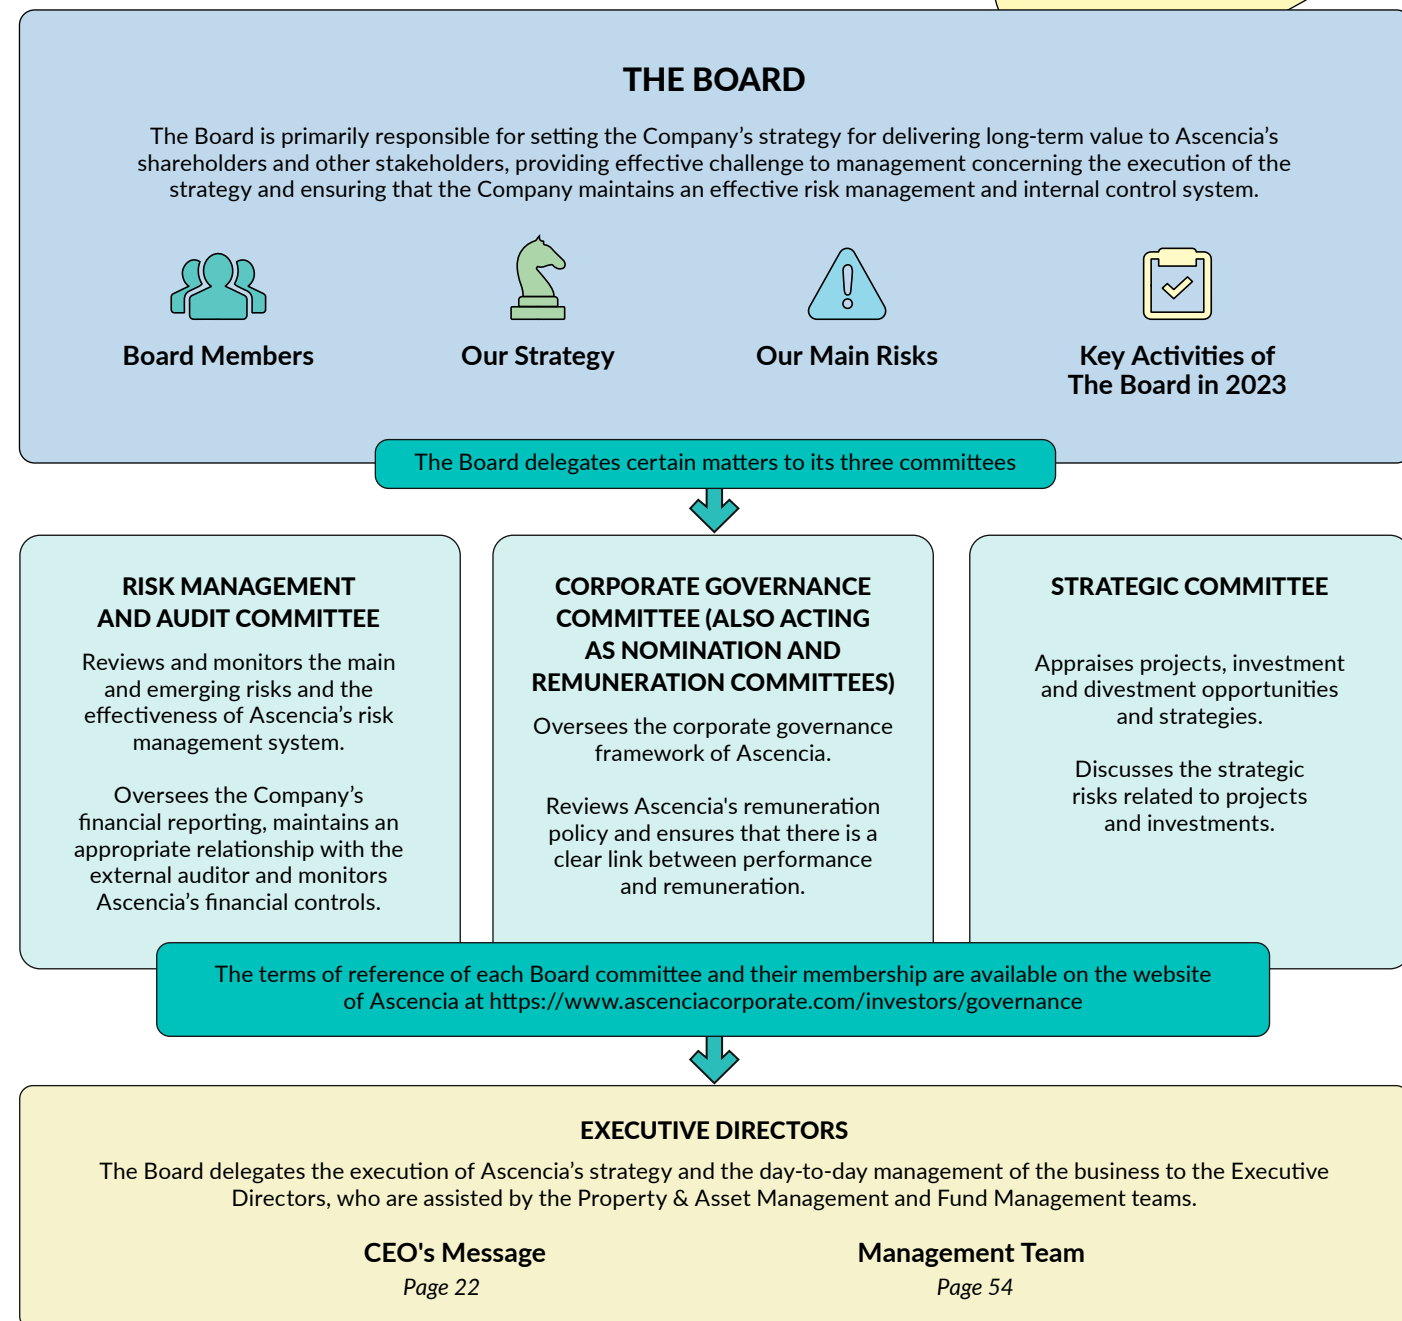 THE BOARD
The Board is primarily responsible for setting the Company’s strategy for delivering long-term value to Ascencia’s
shareholders and other stakeholders, providing effective challenge to management concerning the execution of the
strategy and ensuring that the Company maintains an effective risk management and internal control system.
Board Members
Our Strategy
Our Main Risks
Key Activities of
The Board in 2023
The Board delegates certain matters to its three committees
RISK MANAGEMENT
AND AUDIT COMMITTEE
Reviews and monitors the main
and emerging risks and the
effectiveness of Ascencia’s risk
management system.
Oversees the Company’s
financial reporting, maintains an
appropriate relationship with the
external auditor and monitors
Ascencia’s financial controls.
CORPORATE GOVERNANCE
COMMITTEE (ALSO ACTING
AS NOMINATION AND
REMUNERATION COMMITTEES)
Oversees the corporate governance
framework of Ascencia.
Reviews Ascencia's remuneration
policy and ensures that there is a
clear link between performance
and remuneration.
STRATEGIC COMMITTEE
Appraises projects, investment
and divestment opportunities
and strategies.
Discusses the strategic
risks related to projects
and investments.
The terms of reference of each Board committee and their membership are available on the website
of Ascencia at https://www.ascenciacorporate.com/investors/governance
EXECUTIVE DIRECTORS
The Board delegates the execution of Ascencia’s strategy and the day-to-day management of the business to the Executive
Directors, who are assisted by the Property & Asset Management and Fund Management teams.
CEO's Message
Page 22
Management Team
Page 54